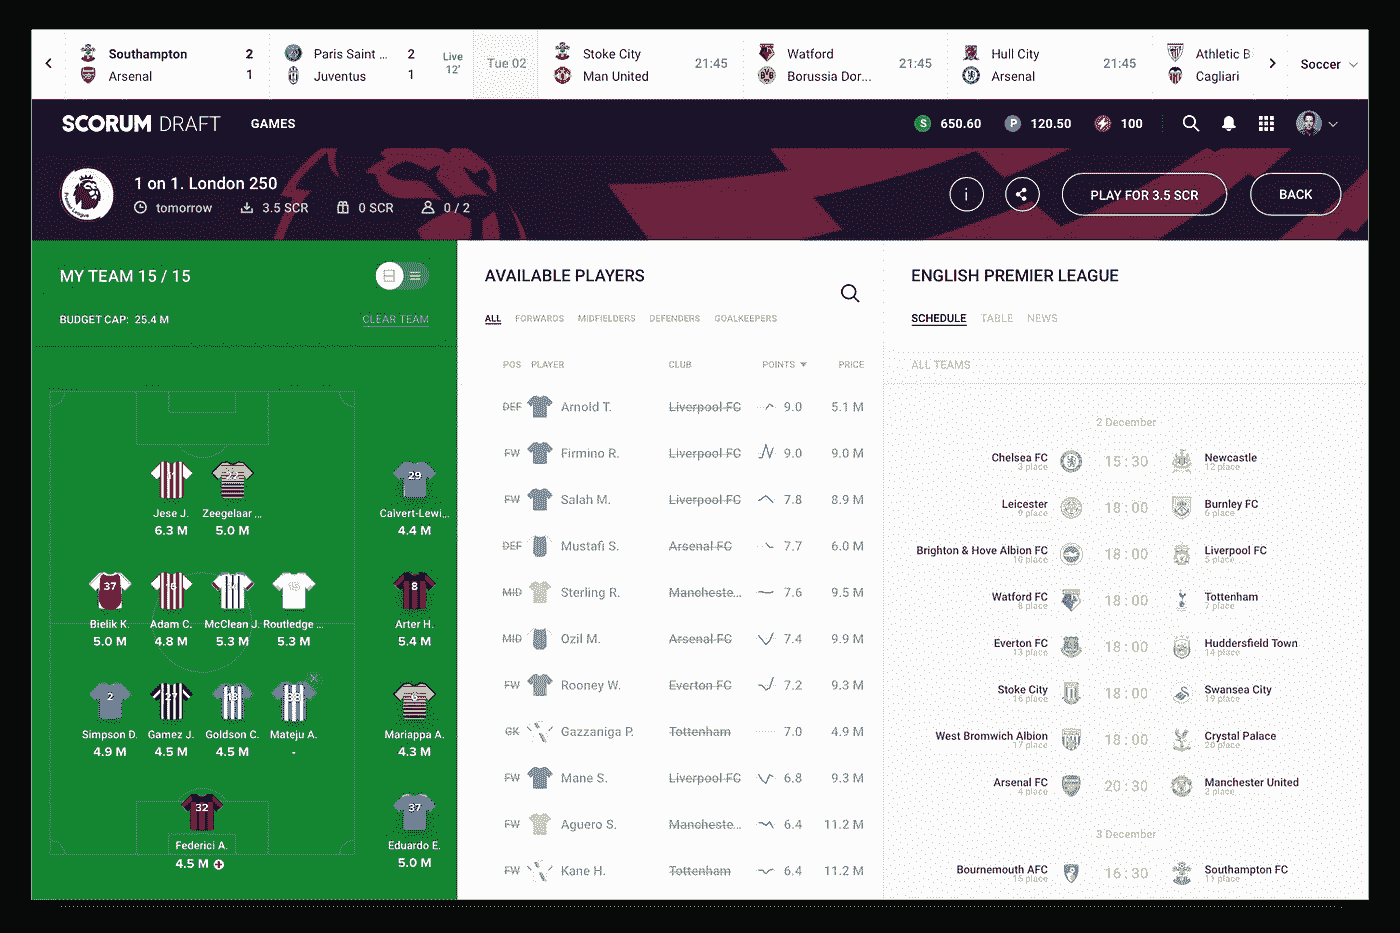 Southampton 2
Arsenal 1
Paris Saint ... 2
Juventus 1
Live
12'
Tue 02
Stoke City
Man United
21:45
Watford
Borussia Dor...
21:45
Hull City
Arsenal
21:45
Athletic B
Cagliari
Soccer
SCORUM DRAFT
GAMES
S 650.60
P 120.50
100
1 on 1. London 250
tomorrow 3.5 SCR 0 SCR 0 / 2
Premier League
i
PLAY FOR 3.5 SCR
BACK
MY TEAM 15 / 15
BUDGET CAP: 25.4 M
CLEAR TEAM
29
Jese J. Zeegelaar ... Calvert-Lewi...
6.3 M 5.0 M 4.4 M
37 8
Bielik K. Adam C. McClean J. Routledge ... Arter H.
5.0 M 4.8 M 5.3 M 5.3 M 5.4 M
2 27
Simpson D. Gamez J. Goldson C. Mateju A. Mariappa A.
4.9 M 4.5 M 4.5 M - 4.3 M
32 37
Federici A. Eduardo E.
4.5 M 5.0 M
AVAILABLE PLAYERS
ALL FORWARDS MIDFIELDERS DEFENDERS GOALKEEPERS
POS PLAYER CLUB POINTS PRICE
DEF Arnold T. Liverpool FC 9.0 5.1 M
FW Firmino R. Liverpool FC 9.0 9.0 M
FW Salah M. Liverpool FC 7.8 8.9 M
DEF Mustafi S. Arsenal FC 7.7 6.0 M
MID Sterling R. Mancheste... 7.6 9.5 M
MID Ozil M. Arsenal FC 7.4 9.9 M
FW Rooney W. Everton FC 7.2 9.3 M
GK Gazzaniga P. Tottenham 7.0 4.9 M
FW Mane S. Liverpool FC 6.8 9.3 M
FW Aguero S. Mancheste... 6.4 11.2 M
FW Kane H. Tottenham 6.4 11.2 M
ENGLISH PREMIER LEAGUE
SCHEDULE TABLE NEWS
ALL TEAMS
2 December
Chelsea FC 15:30 Newcastle
3 place 12 place
Leicester 18:00 Burnley FC
9 place 6 place
Brighton & Hove Albion FC 18:00 Liverpool FC
10 place 5 place
Watford FC 18:00 Tottenham
8 place 7 place
Everton FC 18:00 Huddersfield Town
13 place 14 place
Stoke City 18:00 Swansea City
16 place 19 place
West Bromwich Albion 18:00 Crystal Palace
17 place 20 place
Arsenal FC 20:30 Manchester United
4 place 2 place
3 December
Bournemouth AFC 16:30 Southampton FC
15 place 11 place